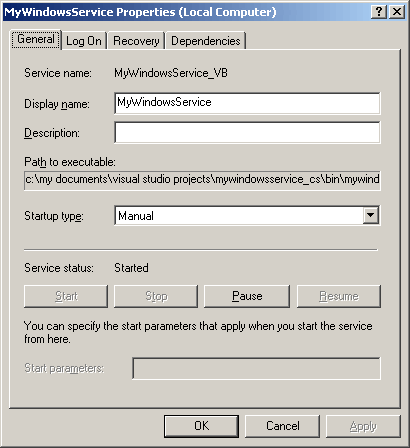 MyWindowsService Properties (Local Computer)
General Log On Recovery Dependencies
Service name: MyWindowsService_VB
Display name: MyWindowsService
Description:
Path to executable:
c:\my documents\visual studio projects\mywindowsservice_cs\bin\mywind
Startup type: Manual
Service status: Started
Start Stop Pause Resume
You can specify the start parameters that apply when you start the service
from here.
Start parameters:
OK Cancel Apply